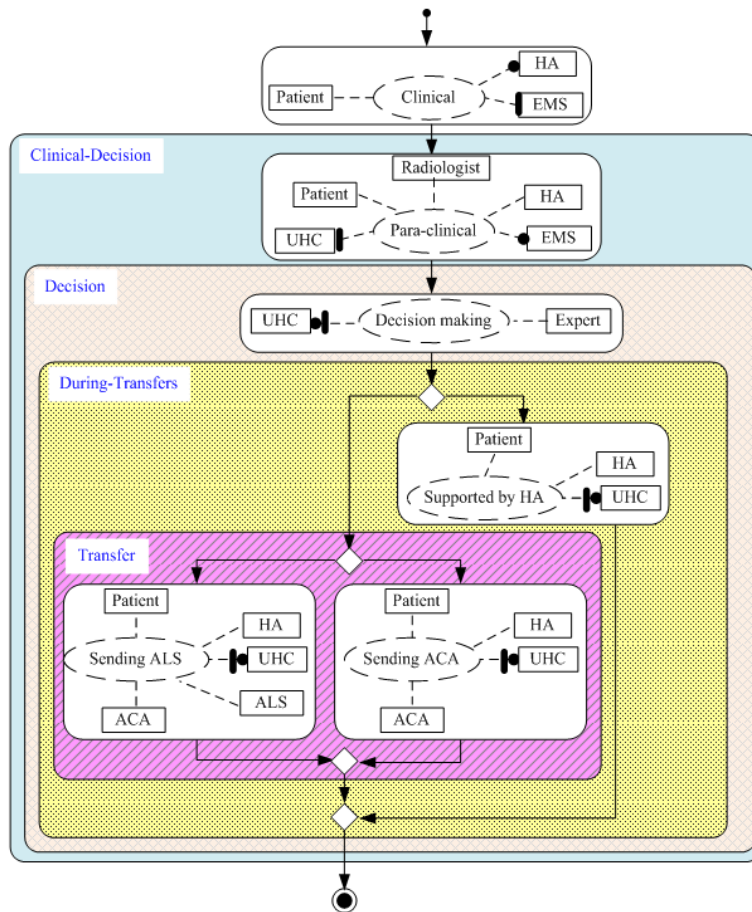 HA
Patient
Clinical
EMS
Clinical-Decision
Radiologist
Patient
HA
UHC
Para-clinical
EMS
Decision
UHC
Decision making
Expert
During-Transfers
Patient
HA
Supported by HA
UHC
Transfer
Patient
HA
Sending ALS
UHC
ALS
ACA
Patient
HA
Sending ACA
UHC
ACA